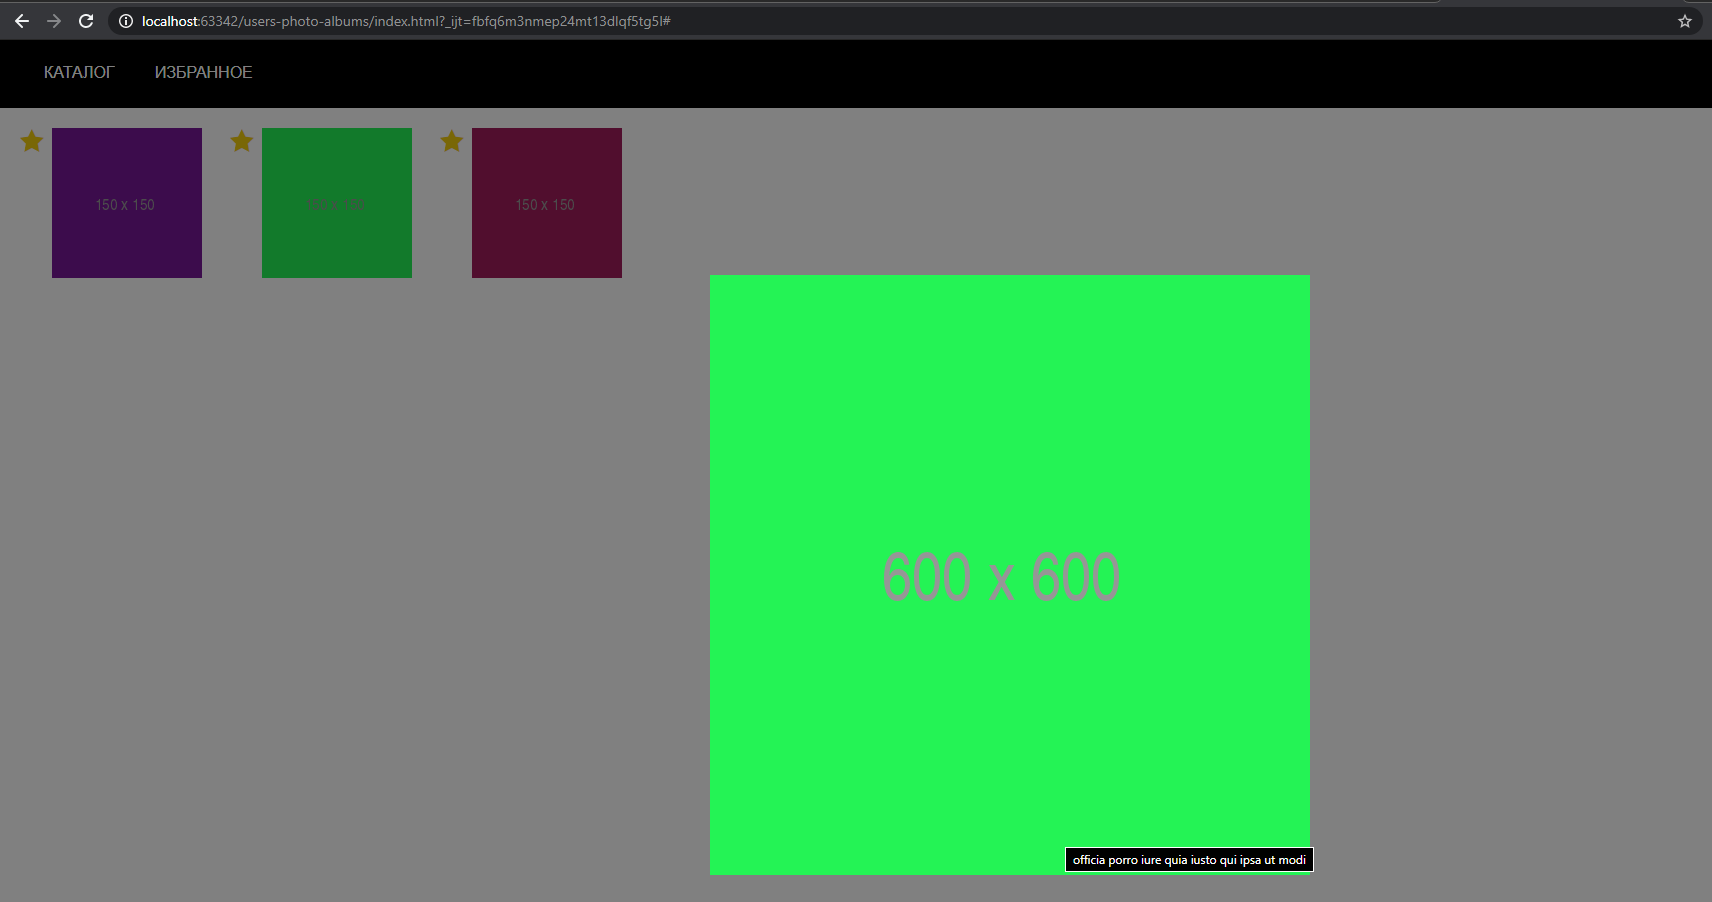 localhost:63342/users-photo-albums/index.html?_ijt=fbfq6m3nmep24mt13dlqf5tg5l#
КАТАЛОГ ИЗБРАННОЕ
150 x 150 150 x 150 150 x 150
600 x 600
officia porro iure quia iusto qui ipsa ut modi